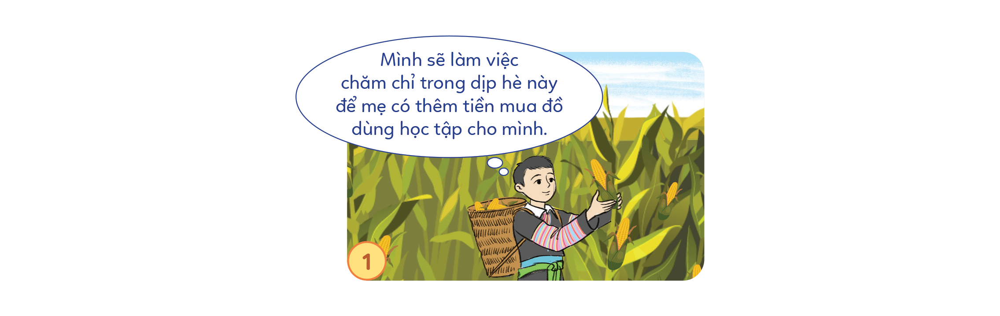 Mình sẽ làm việc
chăm chỉ trong dịp hè này
để mẹ có thêm tiền mua đồ
dùng học tập cho mình.
1